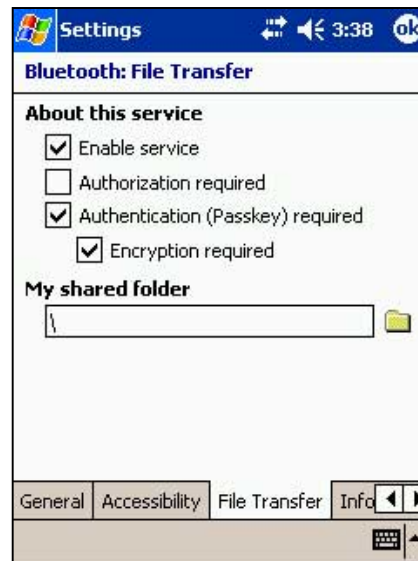 Settings 3:38 ok
Bluetooth: File Transfer
About this service
Enable service
Authorization required
Authentication (Passkey) required
Encryption required
My shared folder
\
General Accessibility File Transfer Info